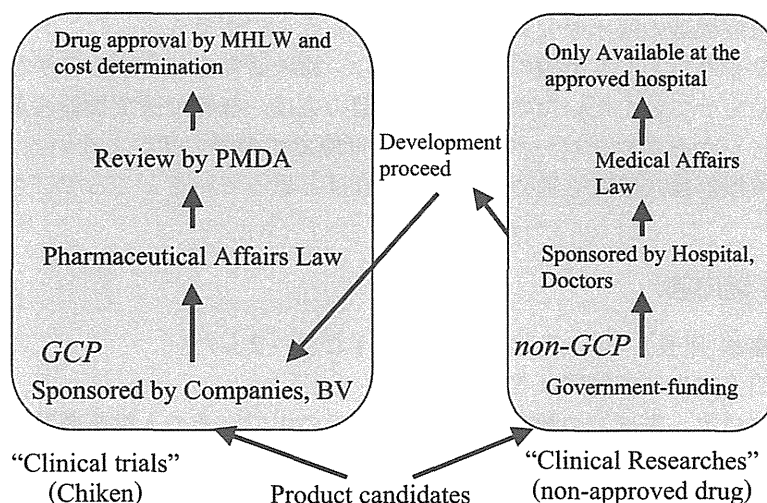 Drug approval by MHLW and
cost determination
Review by PMDA
Pharmaceutical Affairs Law
GCP
Sponsored by Companies, BV
"Clinical trials"
(Chiken)
Development
proceed
Product candidates
Only Available at the
approved hospital
Medical Affairs
Law
Sponsored by Hospital,
Doctors
non-GCP
Government-funding
"Clinical Researches"
(non-approved drug)